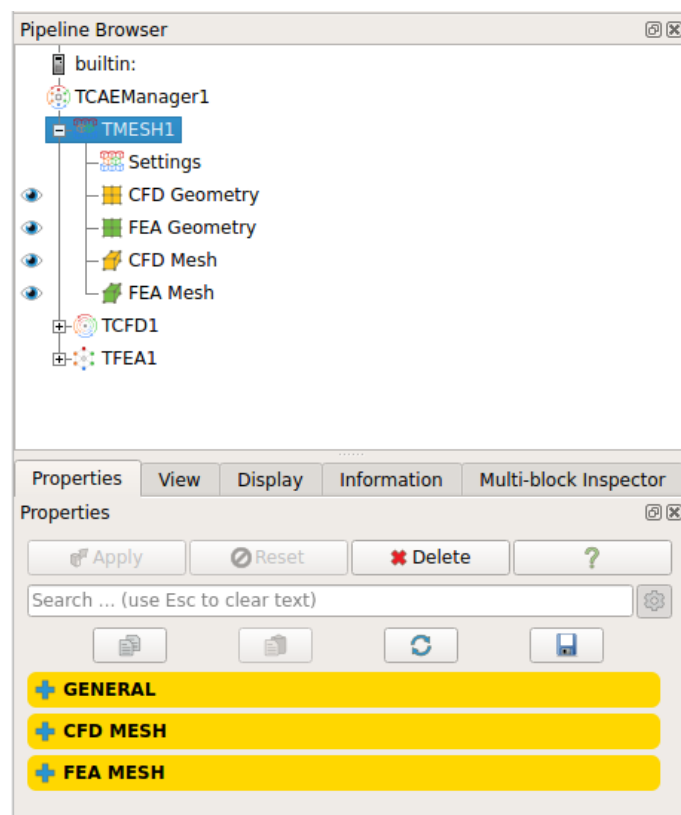 Pipeline Browser
builtin:
TCAEManager1
TMESH1
Settings
CFD Geometry
FEA Geometry
CFD Mesh
FEA Mesh
TCFD1
TFEA1
Properties View Display Information Multi-block Inspector
Properties
Apply Reset Delete ?
Search ... (use Esc to clear text)
GENERAL
CFD MESH
FEA MESH